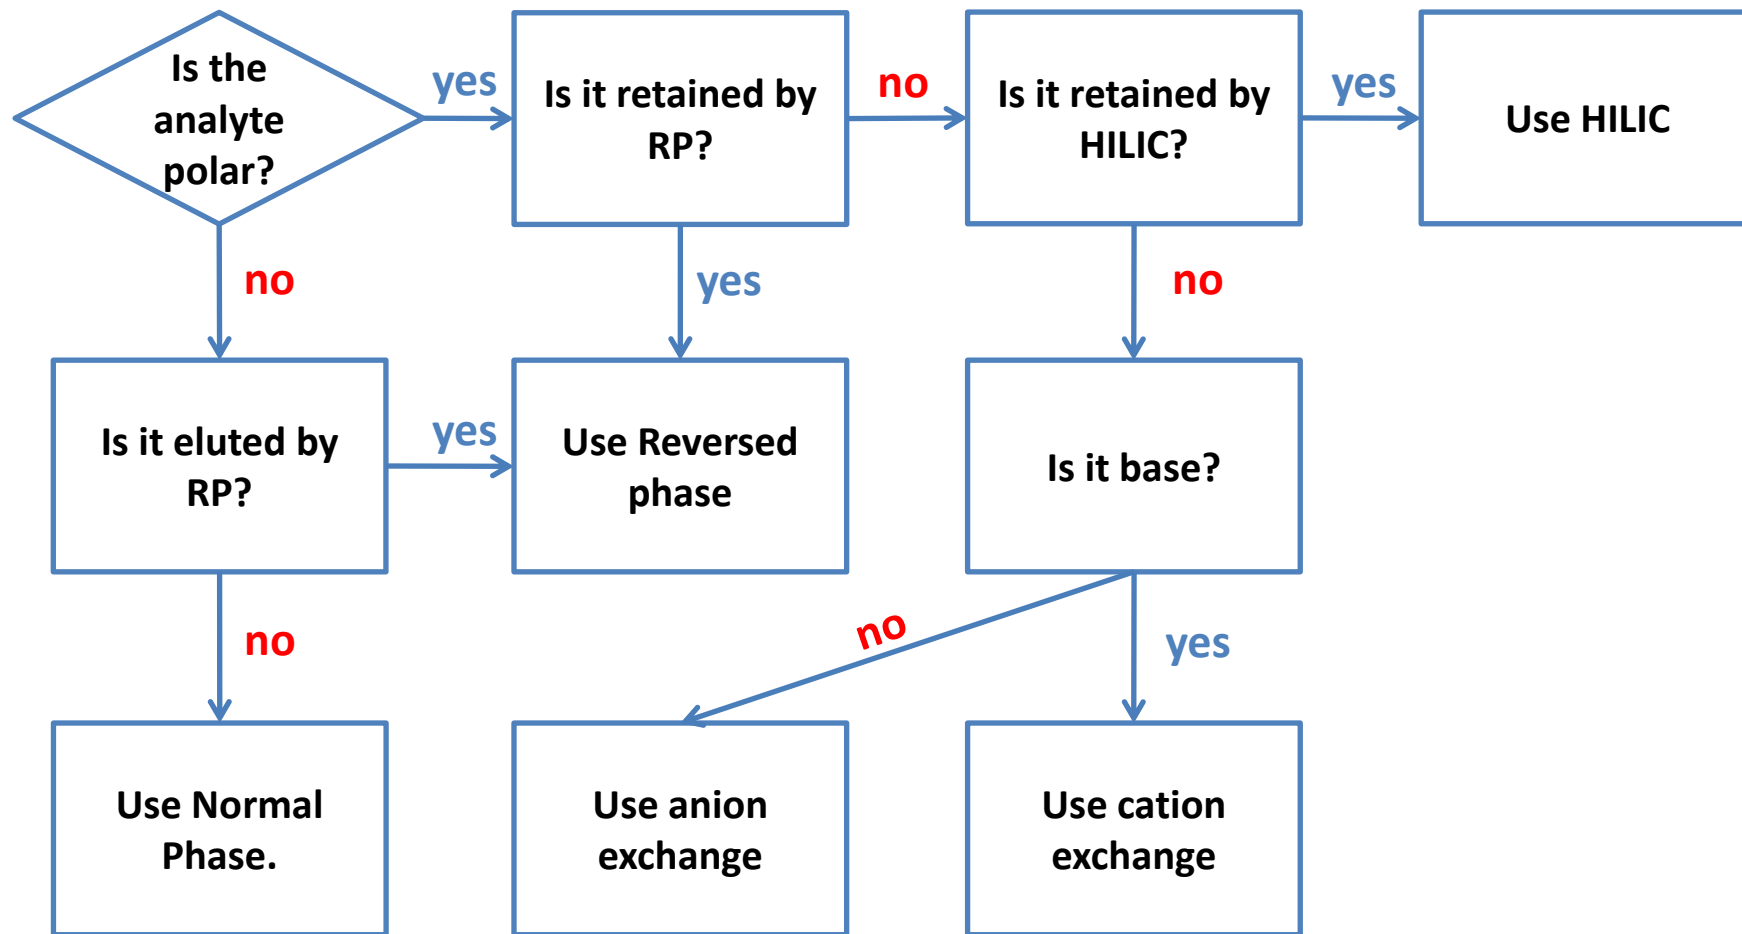 Is the
analyte
polar?
yes
Is it retained by
RP?
no
Is it retained by
HILIC?
yes
Use HILIC
no
yes
no
Is it eluted by
RP?
yes
Use Reversed
phase
Is it base?
no
no
yes
Use Normal
Phase.
Use anion
exchange
Use cation
exchange